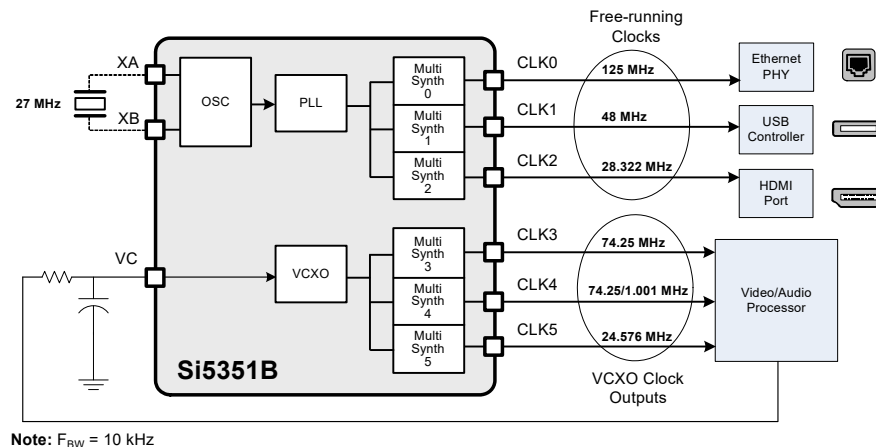 Free-running
Clocks
XA
XB
27 MHz
OSC
PLL
Multi
Synth
0
Multi
Synth
1
Multi
Synth
2
CLK0
125 MHz
CLK1
48 MHz
CLK2
28.322 MHz
Ethernet
PHY
USB
Controller
HDMI
Port
VC
VCXO
Multi
Synth
3
Multi
Synth
4
Multi
Synth
5
CLK3
74.25 MHz
CLK4
74.25/1.001 MHz
CLK5
24.576 MHz
Video/Audio
Processor
Si5351B
VCXO Clock
Outputs
Note: FBW = 10 kHz